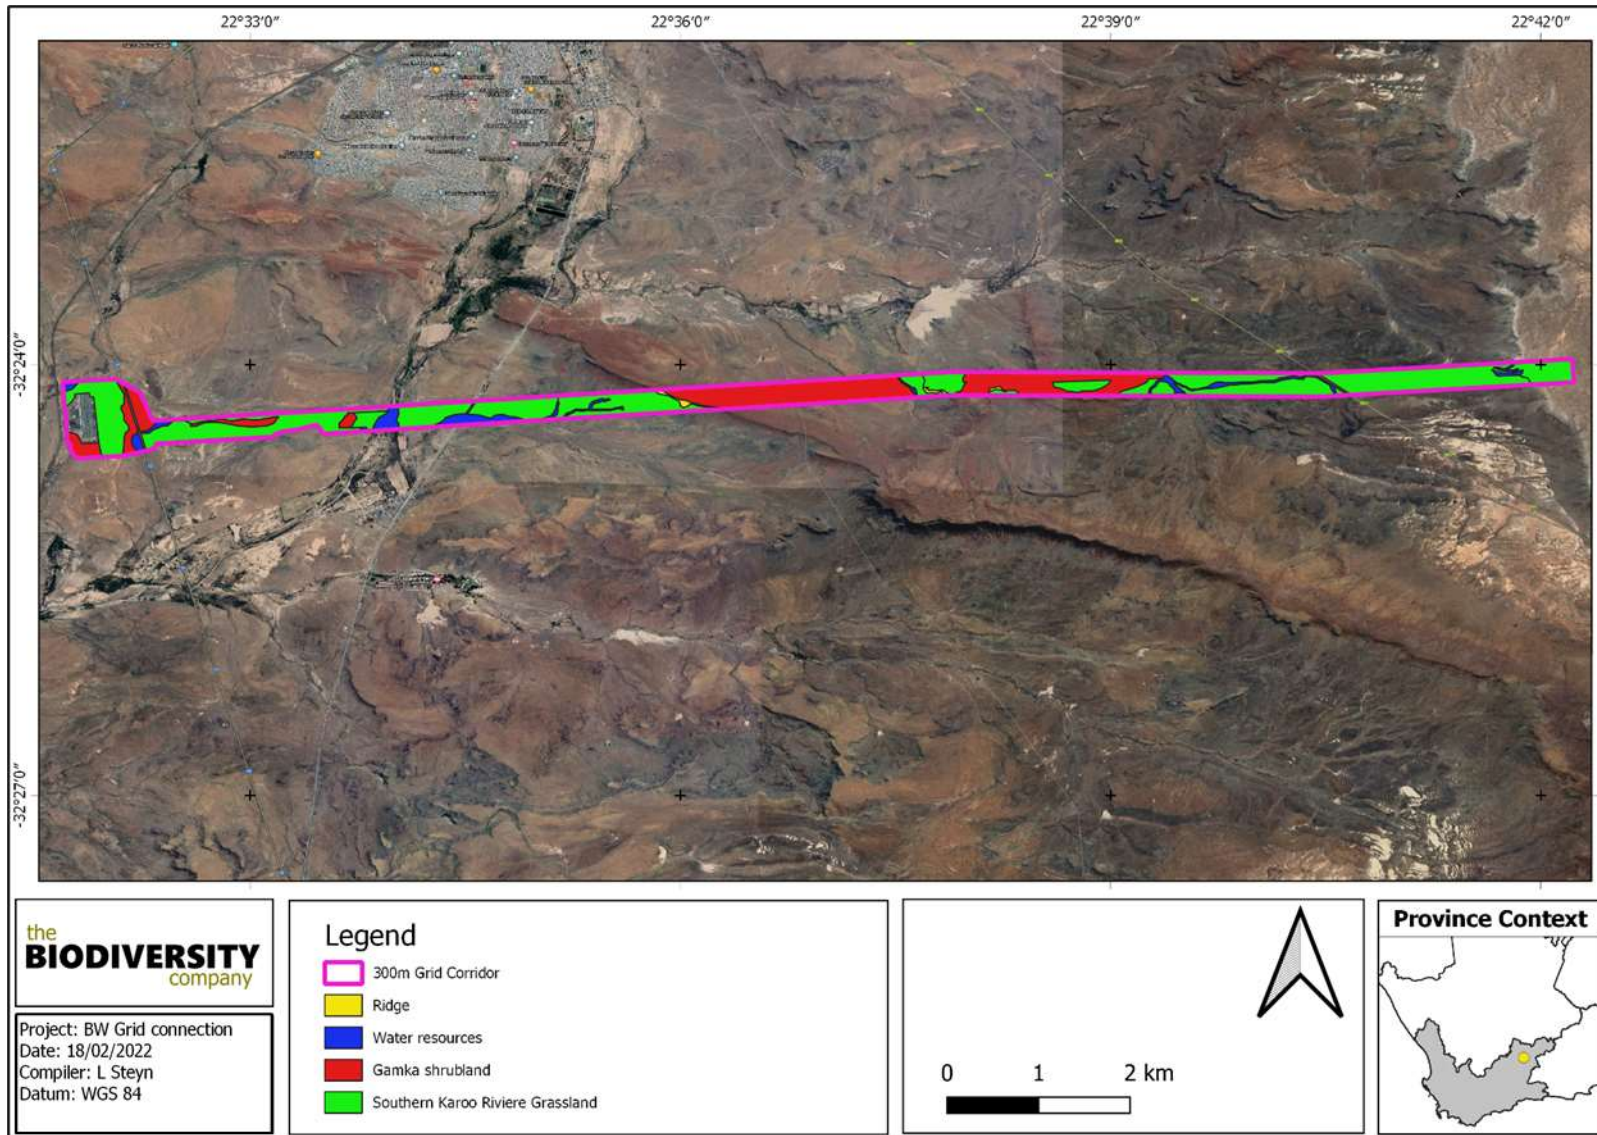 22°33'0"
22°36'0"
22°39'0"
22°42'0"
-32°24'0"
-32°27'0"
the
BIODIVERSITY
company
Project: BW Grid connection
Date: 18/02/2022
Compiler: L Steyn
Datum: WGS 84
Legend
300m Grid Corridor
Ridge
Water resources
Gamka shrubland
Southern Karoo Riviere Grassland
0 1 2 km
Province Context